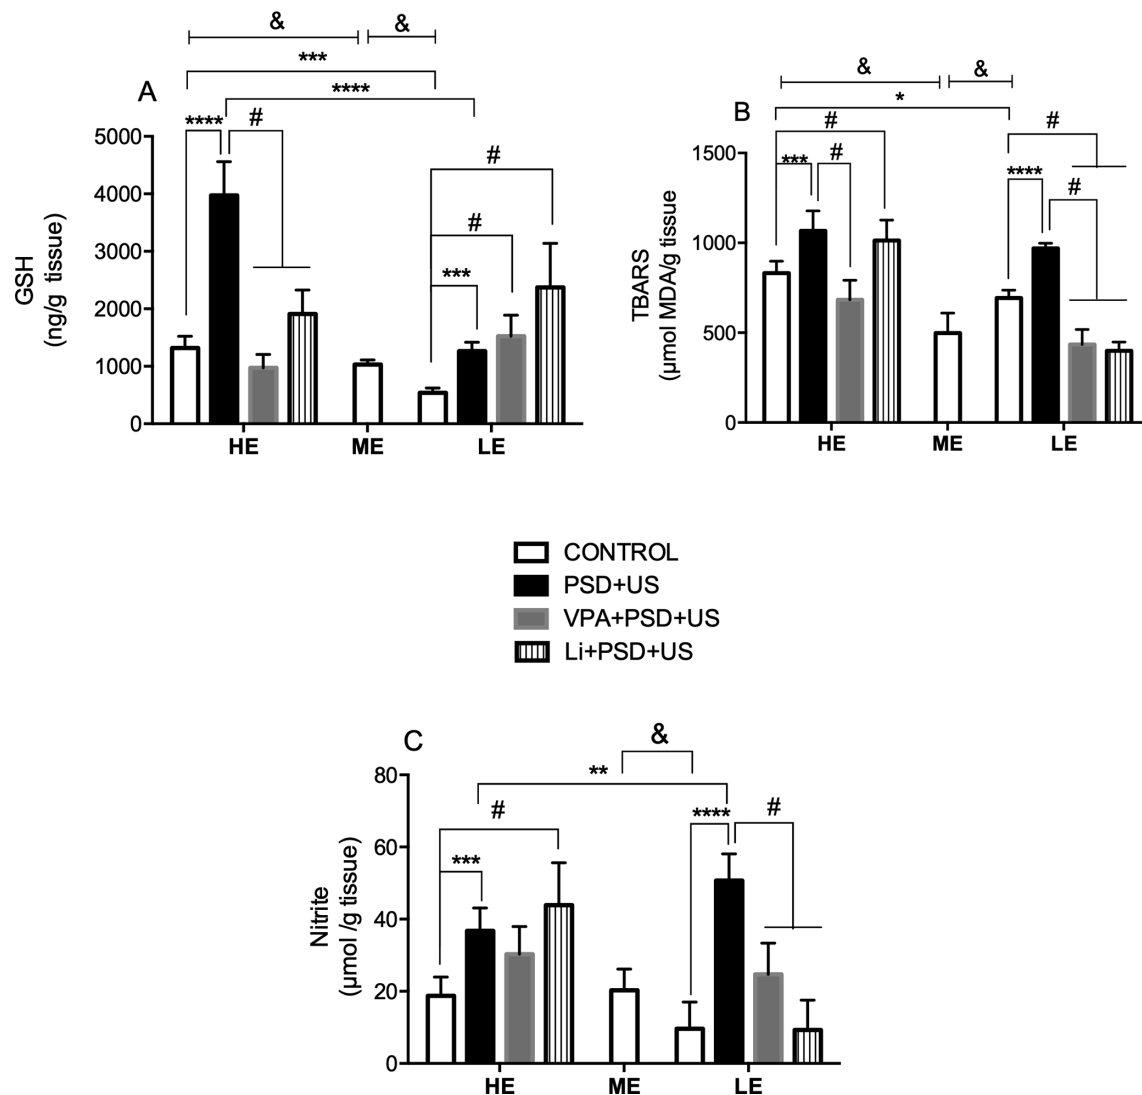 & &
***
A ****
**** #
5000
4000
3000
2000
1000
0
GSH
(ng/g tissue)
#
#
***
HE ME LE
& &
B *
# #
*** # ****
#
1500
1000
500
0
TBARS
(µmol MDA/g tissue
HE ME LE
CONTROL
PSD+US
VPA+PSD+US
Li+PSD+US
C &
**
# **** #
***
80
60
40
20
0
Nitrite
(µmol /g tissue)
HE ME LE